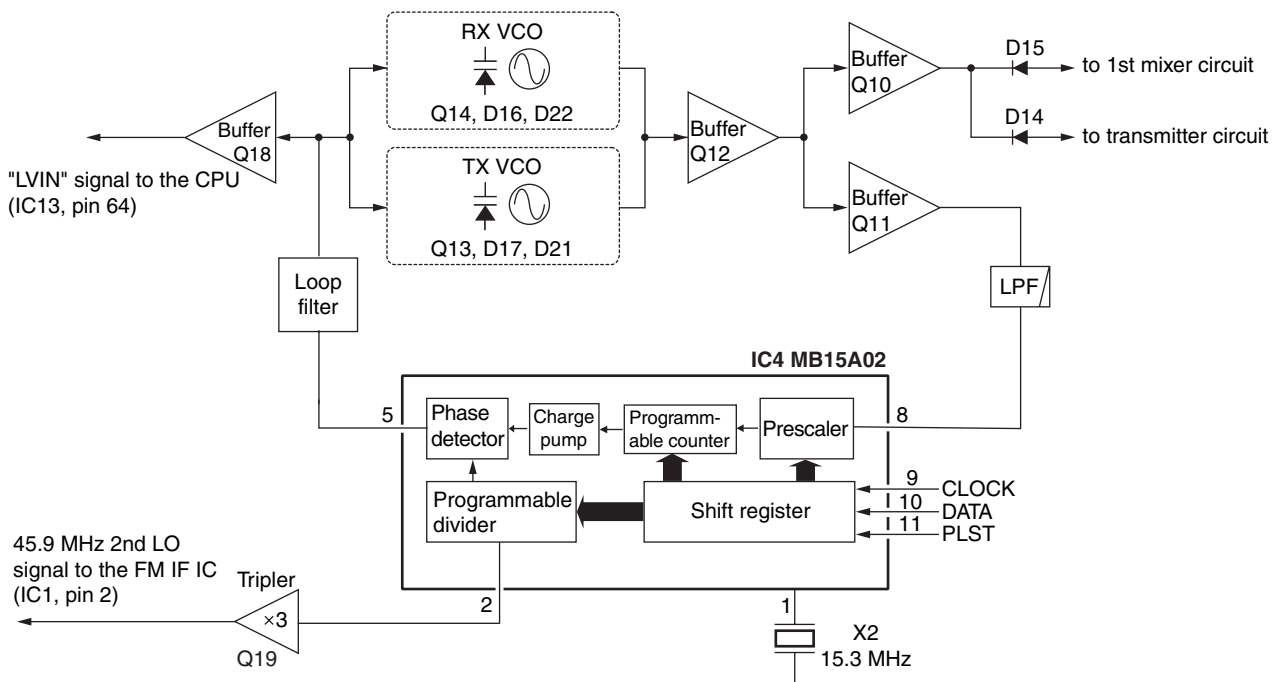 RX VCO
Q14, D16, D22
TX VCO
Q13, D17, D21
Buffer
Q18
"LVIN" signal to the CPU
(IC13, pin 64)
Buffer
Q12
Buffer
Q10
Buffer
Q11
D15
to 1st mixer circuit
D14
to transmitter circuit
Loop
filter
LPF
IC4 MB15A02
5
Phase
detector
Charge
pump
Programm-
able counter
Prescaler
8
Programmable
divider
Shift register
9
CLOCK
10
DATA
11
PLST
45.9 MHz 2nd LO
signal to the FM IF IC
(IC1, pin 2)
Tripler
×3
Q19
2
1
X2
15.3 MHz